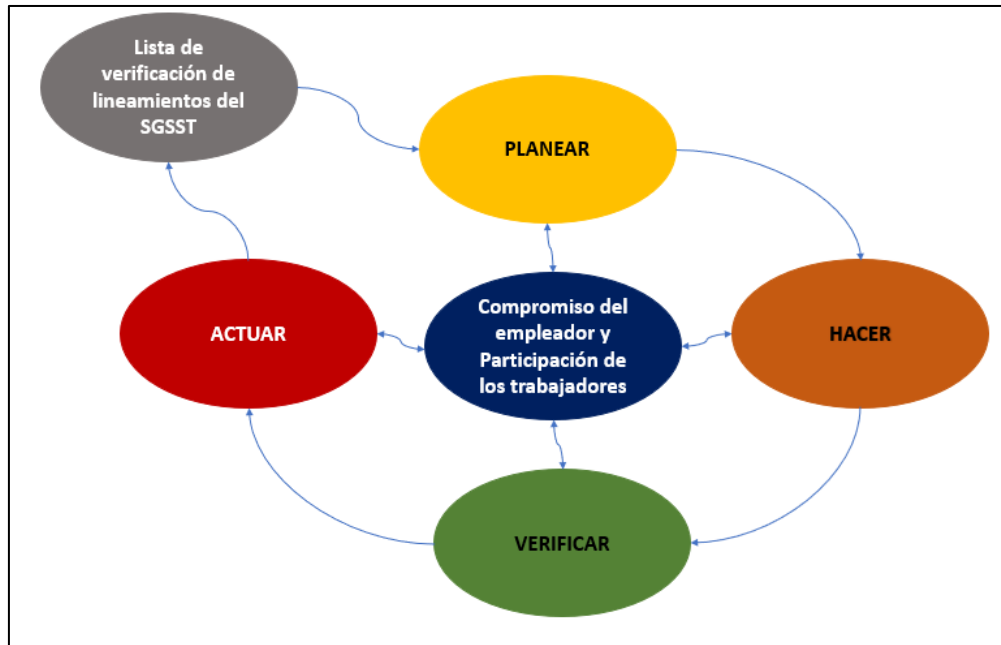 Lista de
verificación de
lineamientos del
SGSST
PLANEAR
ACTUAR
Compromiso del
empleador y
Participación de
los trabajadores
HACER
VERIFICAR